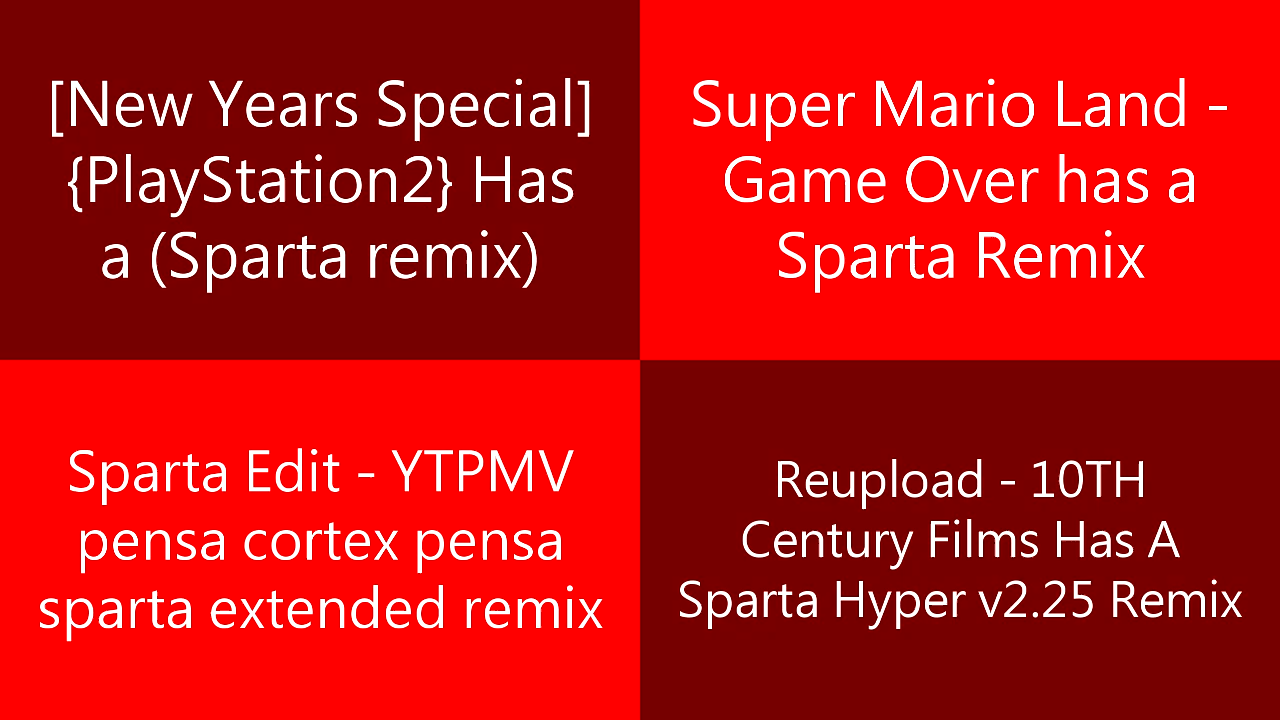 [New Years Special]
{PlayStation2} Has
a (Sparta remix)
Super Mario Land -
Game Over has a
Sparta Remix
Sparta Edit - YTPMV
pensa cortex pensa
sparta extended remix
Reupload - 10TH
Century Films Has A
Sparta Hyper v2.25 Remix